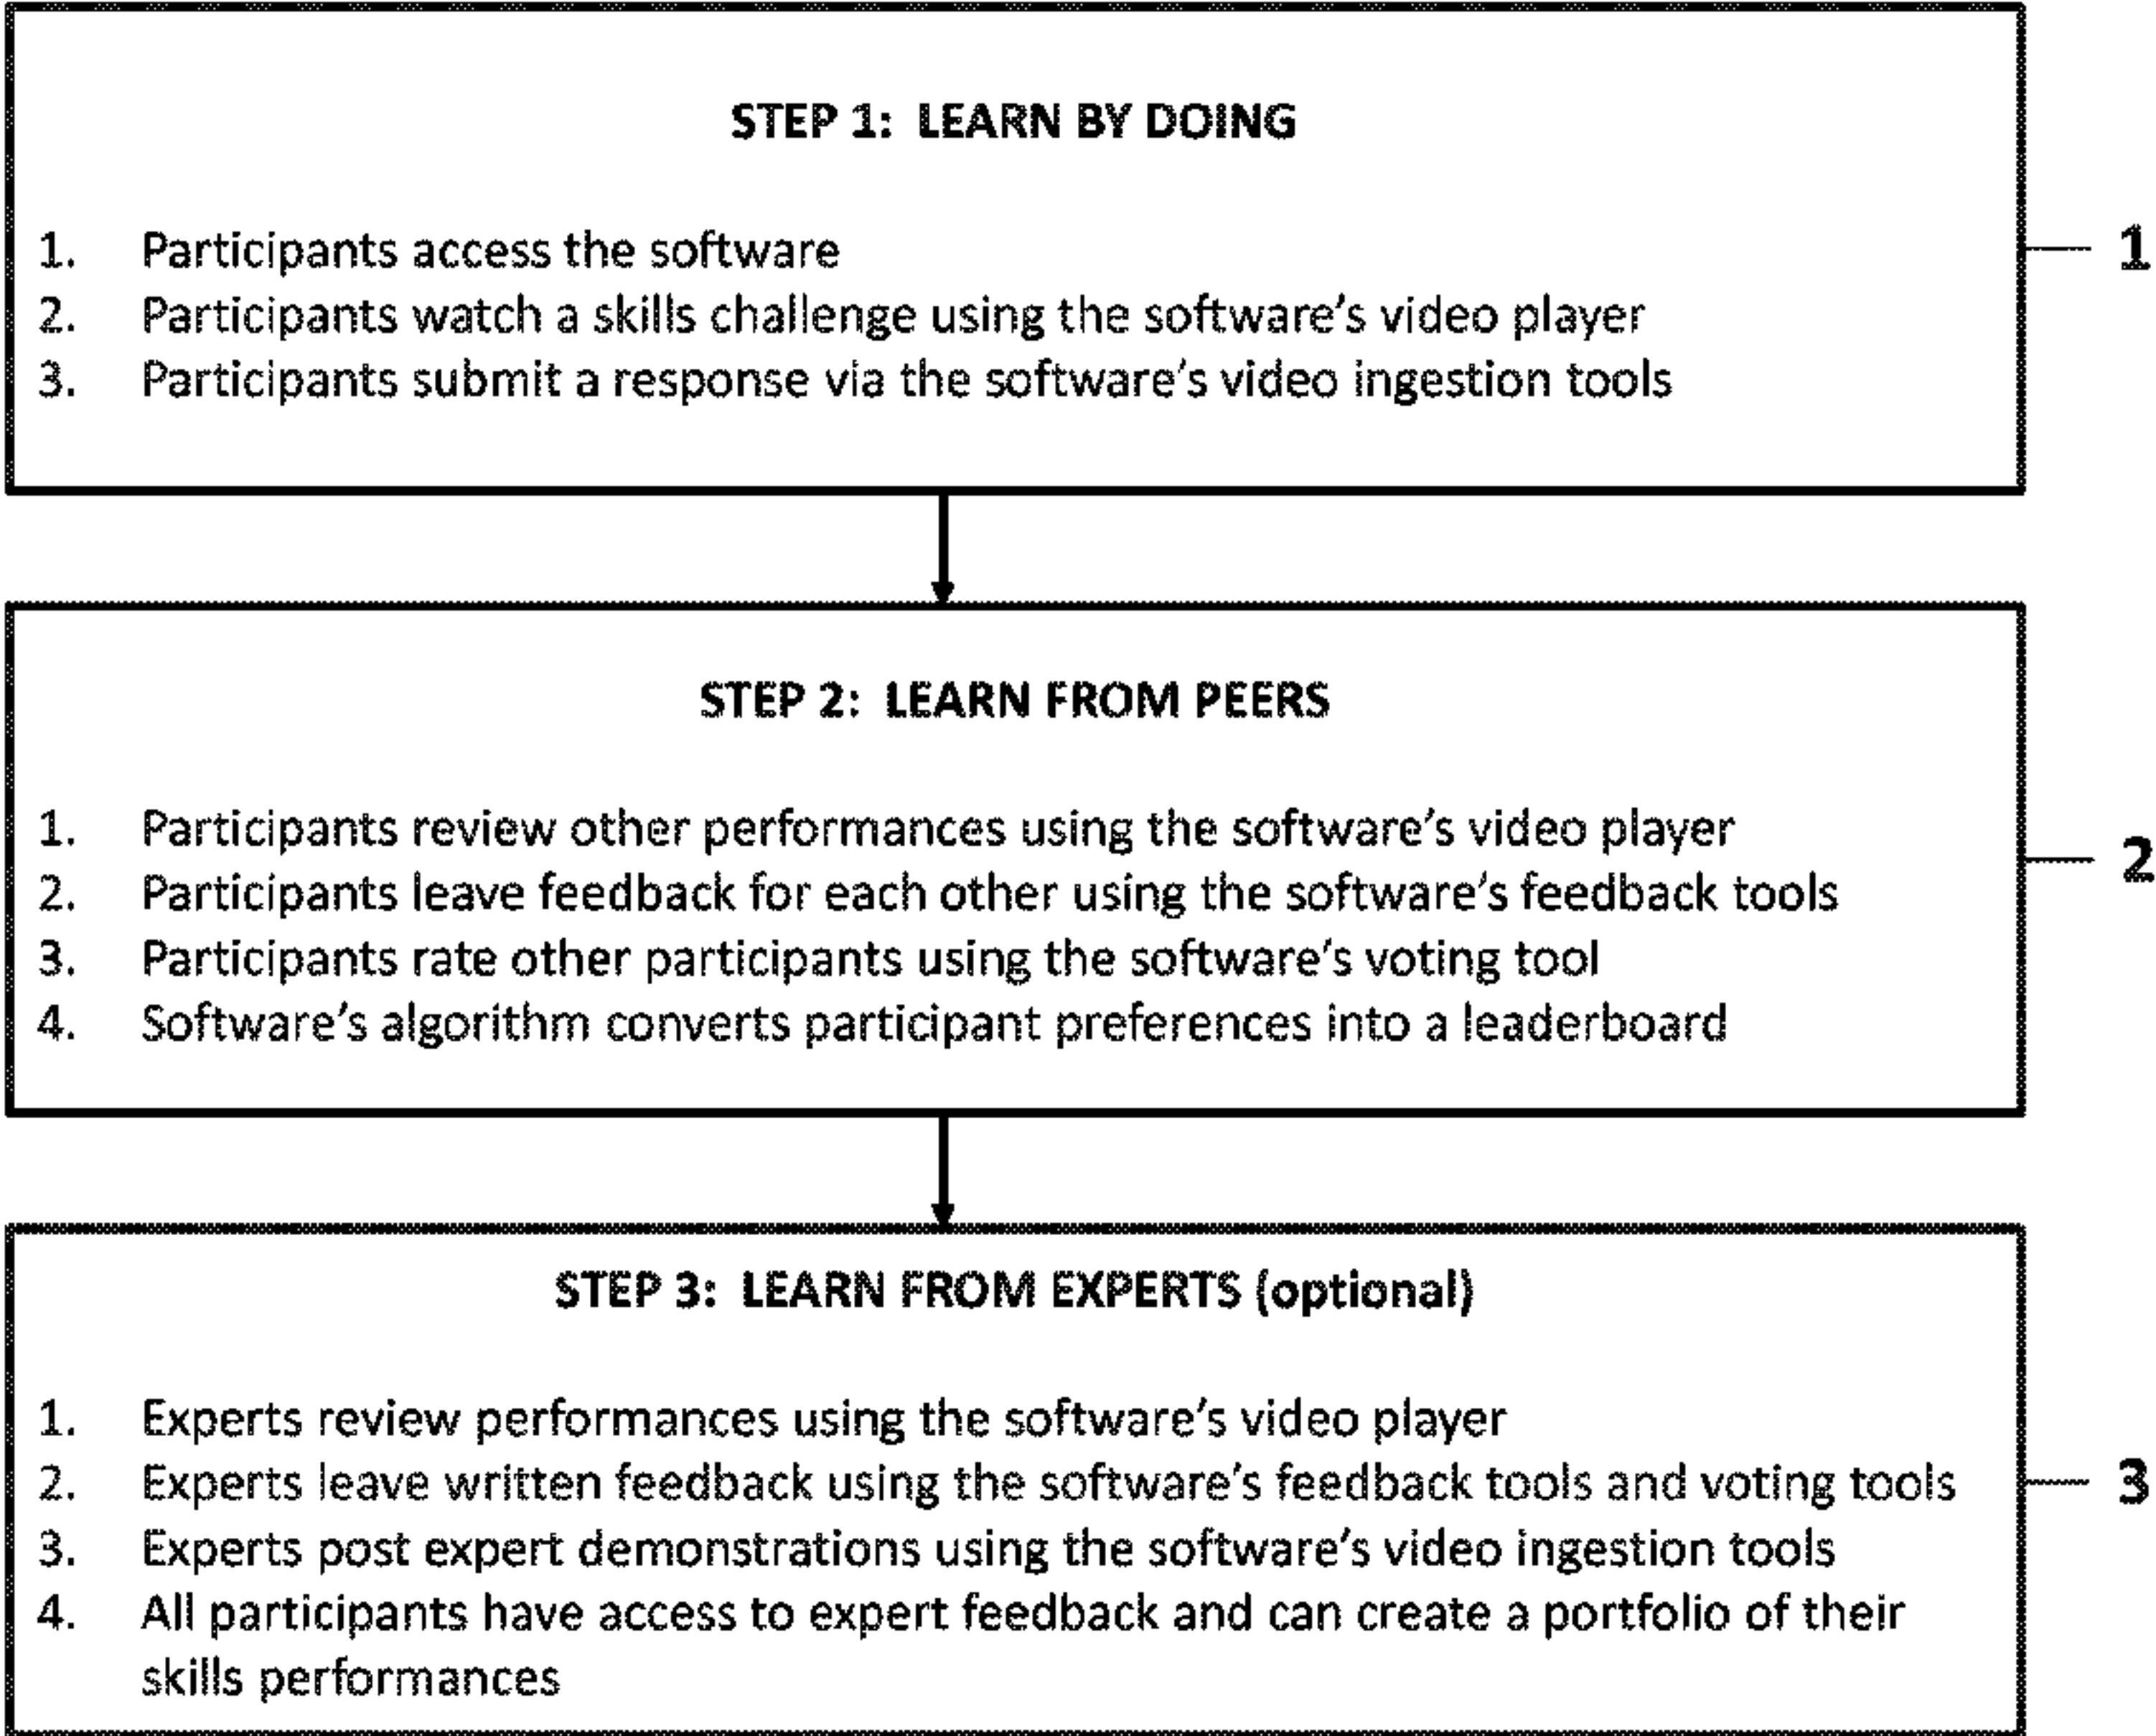 STEP 1: LEARN BY DOING
1. Participants access the software
2. Participants watch a skills challenge using the software's video player
3. Participants submit a response via the software's video ingestion tools
1
STEP 2: LEARN FROM PEERS
1. Participants review other performances using the software's video player
2. Participants leave feedback for each other using the software's feedback tools
3. Participants rate other participants using the software's voting tool
4. Software's algorithm converts participant preferences into a leaderboard
2
STEP 3: LEARN FROM EXPERTS (optional)
1. Experts review performances using the software's video player
2. Experts leave written feedback using the software's feedback tools and voting tools
3. Experts post expert demonstrations using the software's video ingestion tools
4. All participants have access to expert feedback and can create a portfolio of their
skills performances
3